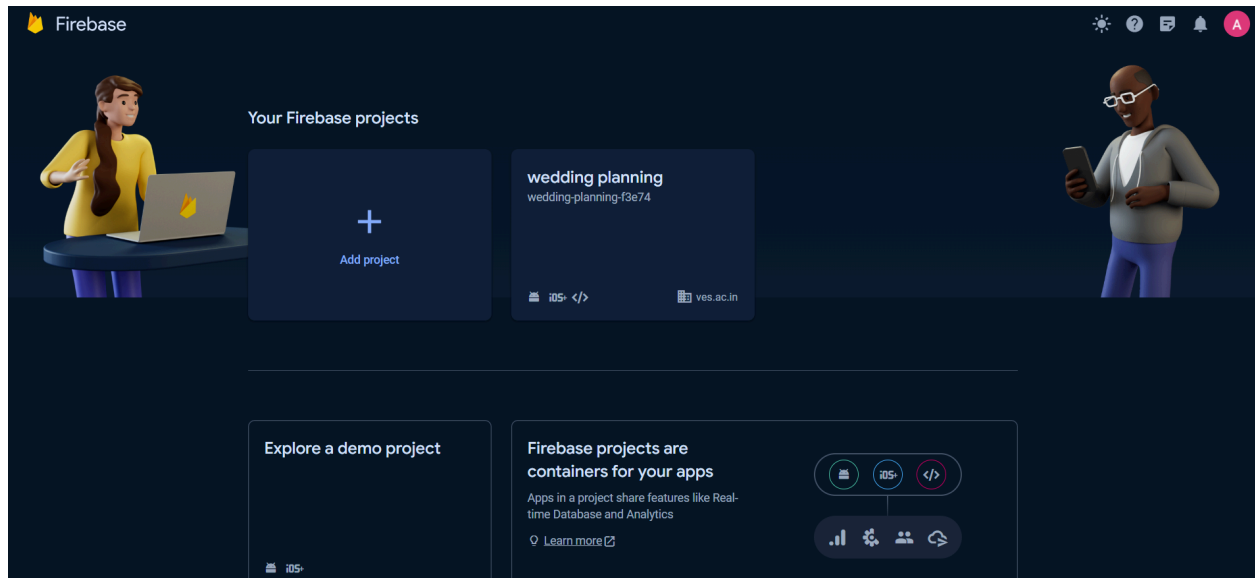 Firebase
A
Your Firebase projects
Add project
wedding planning
wedding-planning-f3e74
iOS+ </>
ves.ac.in
Explore a demo project
iOS+
Firebase projects are
containers for your apps
Apps in a project share features like Real-
time Database and Analytics
Learn more
iOS+ </>